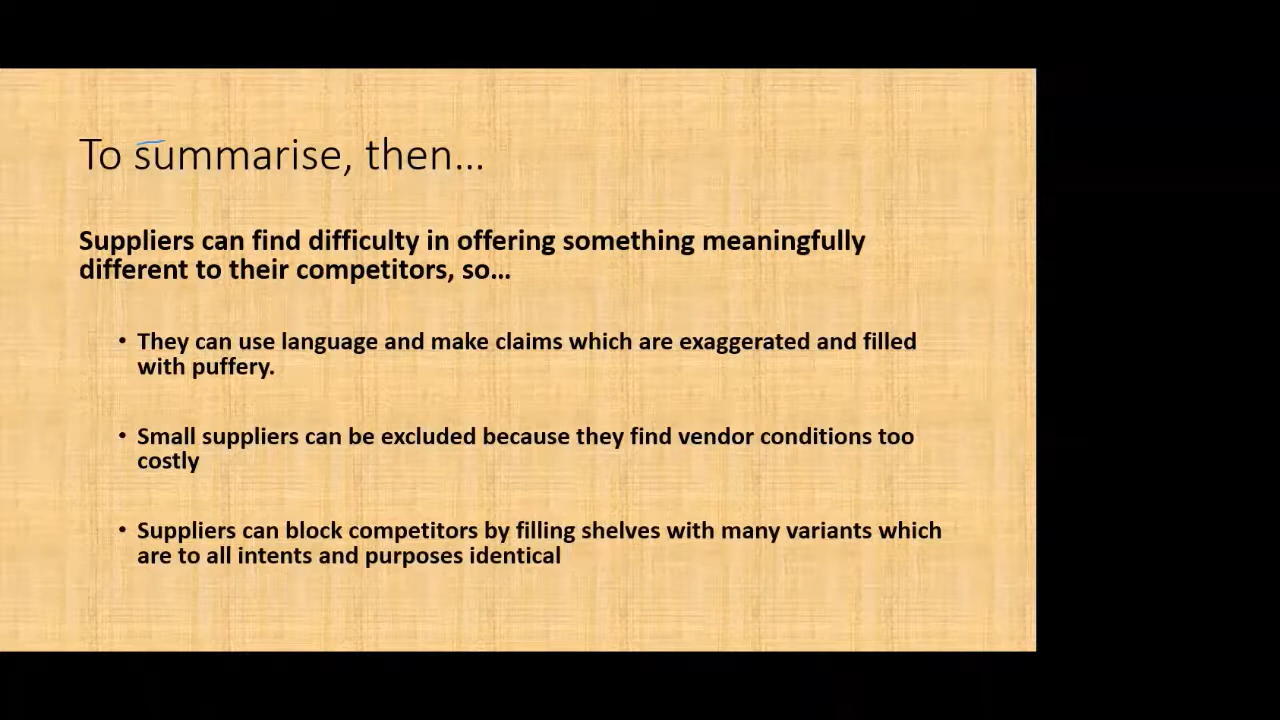 To summarise, then...
Suppliers can find difficulty in offering something meaningfully
different to their competitors, so...
• They can use language and make claims which are exaggerated and filled
with puffery.
• Small suppliers can be excluded because they find vendor conditions too
costly
• Suppliers can block competitors by filling shelves with many variants which
are to all intents and purposes identical